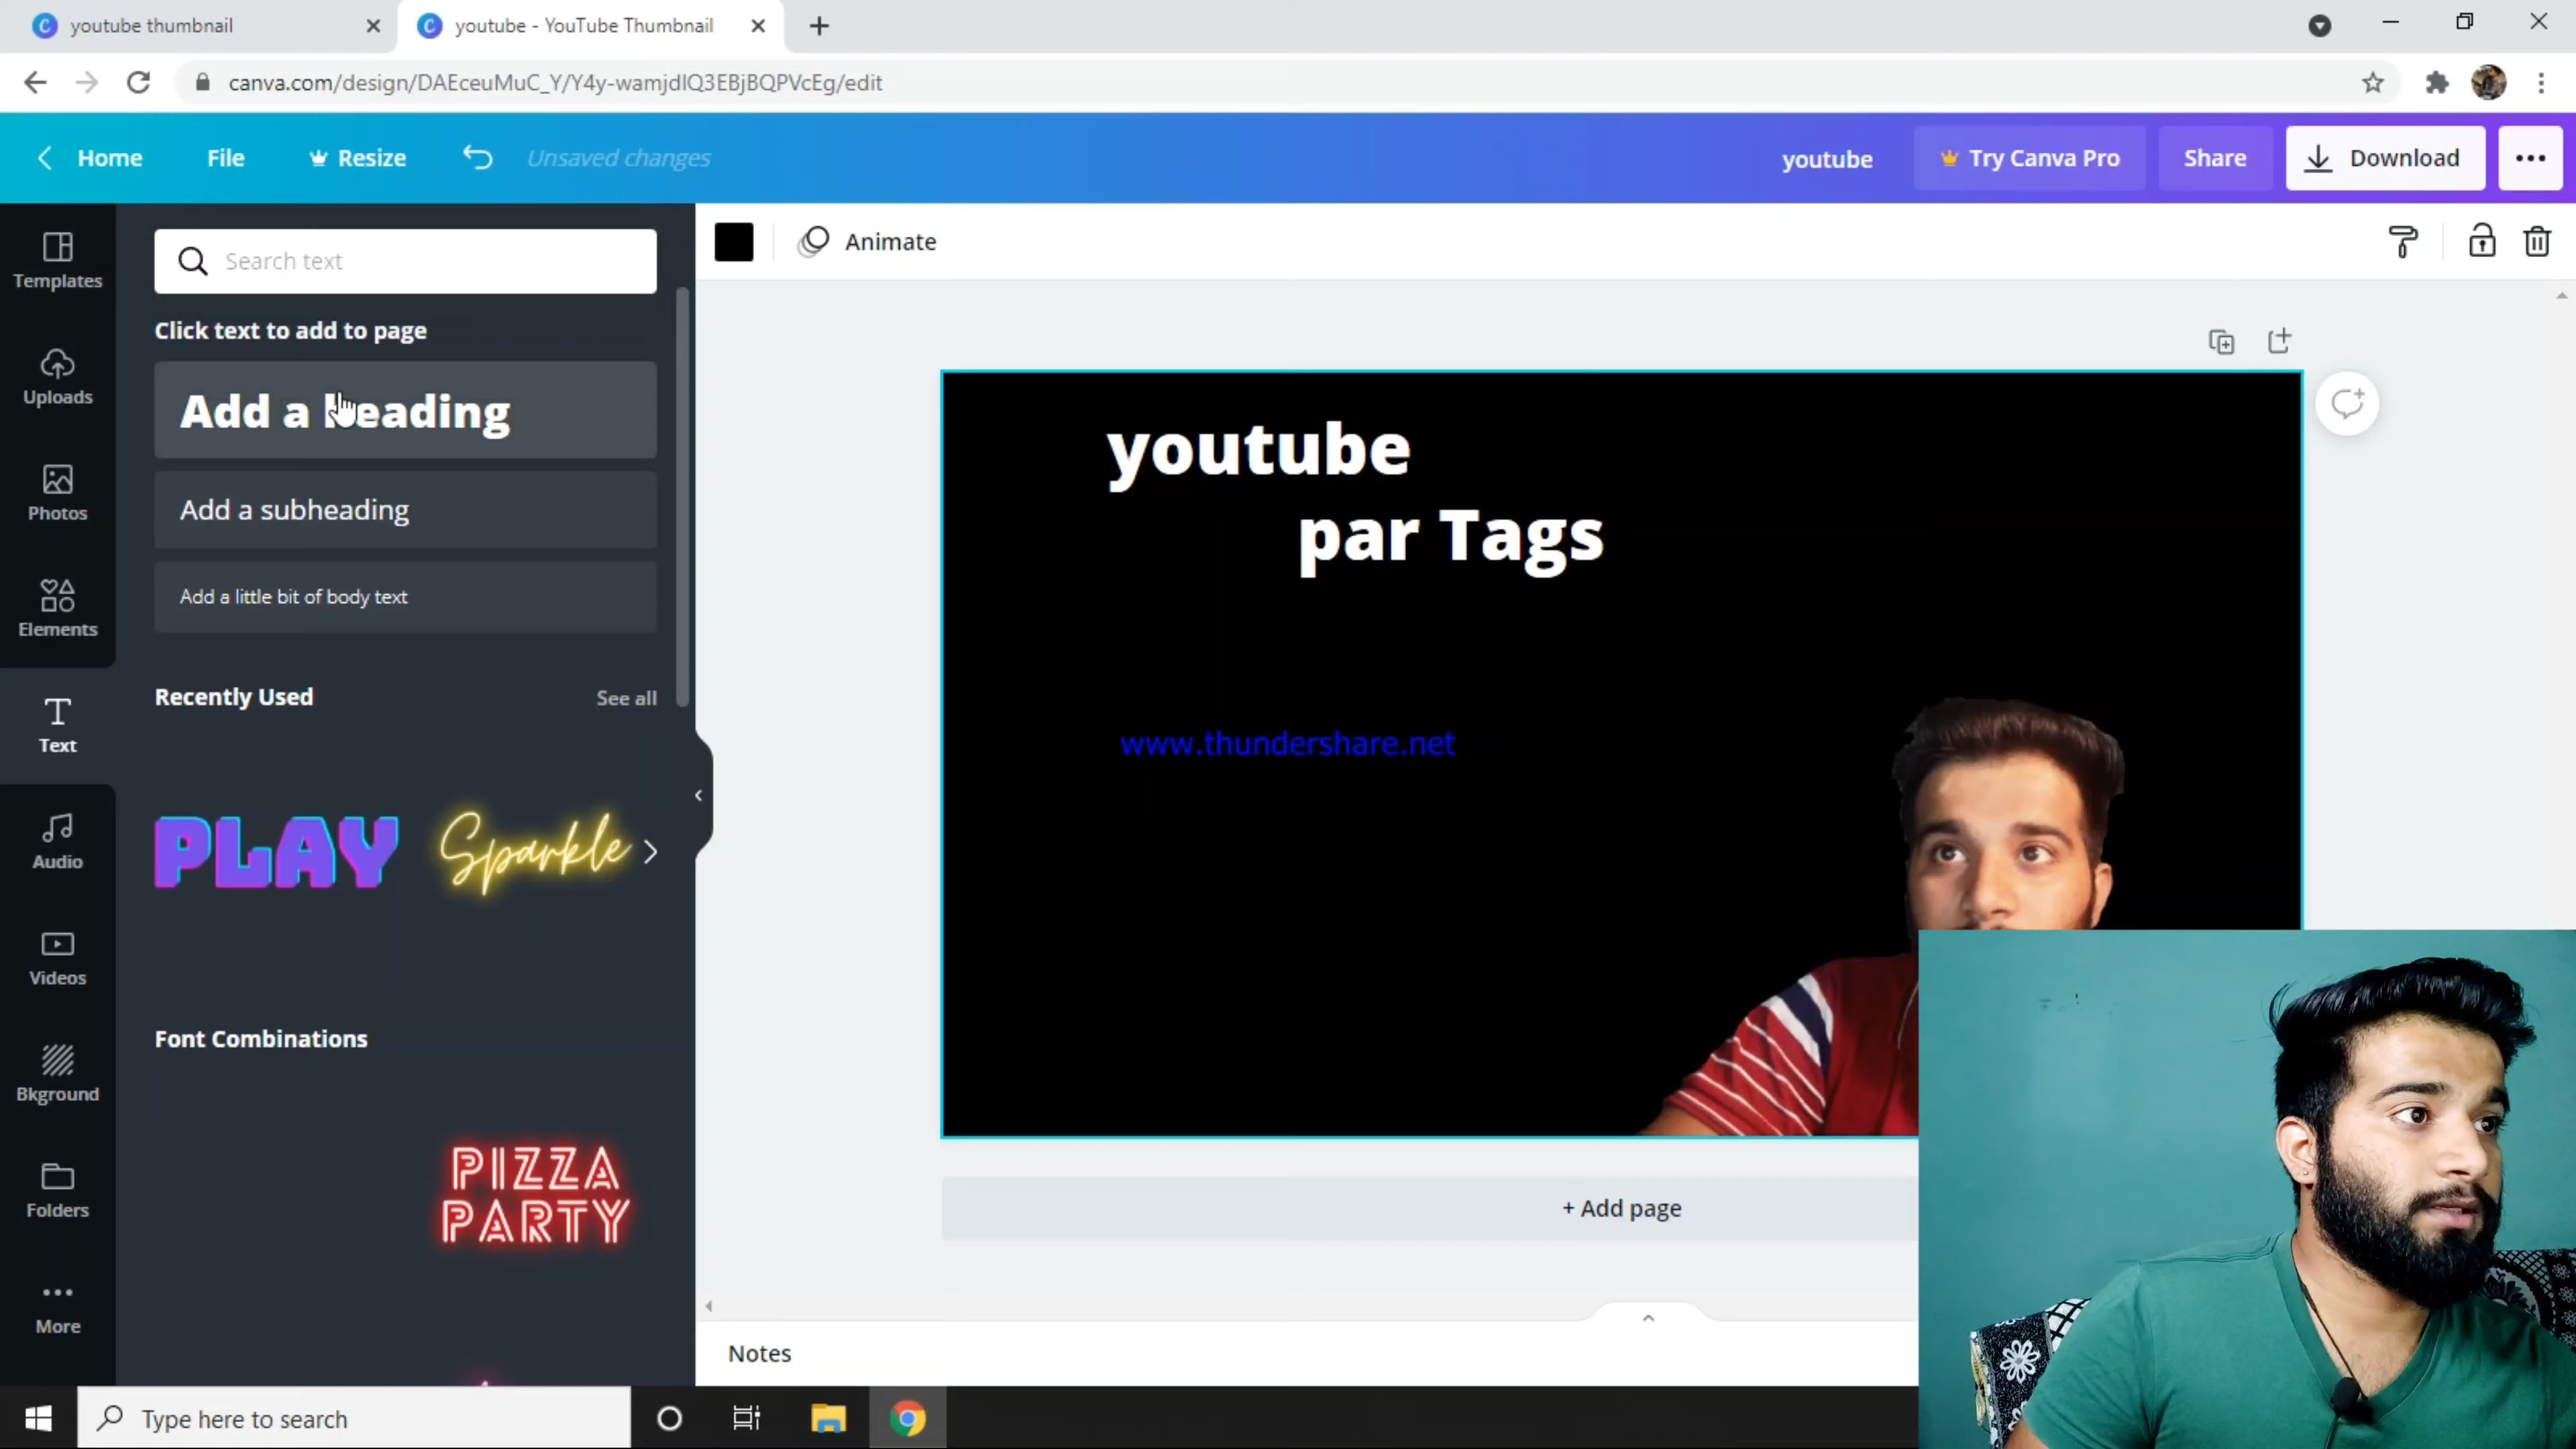 youtube thumbnail
youtube - YouTube Thumbnail
canva.com/design/DAEceuMuC_Y/Y4y-wamjdlQ3EBjBQPVcEg/edit
Home
File
Resize
Unsaved changes
youtube
Try Canva Pro
Share
Download
Templates
Uploads
Photos
Elements
Text
Audio
Videos
Bkground
Folders
More
Search text
Click text to add to page
Add a heading
Add a subheading
Add a little bit of body text
Recently Used
See all
PLAY
Sparkle
Font Combinations
PIZZA
PARTY
Animate
youtube
par Tags
www.thundershare.net
+ Add page
Notes
Type here to search